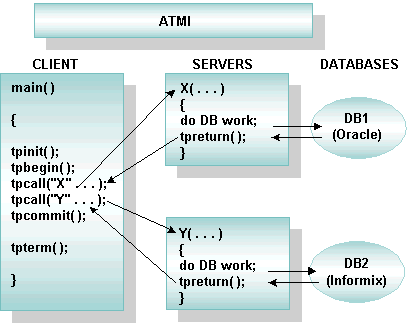 ATMI
CLIENT
SERVERS
DATABASES
main()
{
tpinit();
tpbegin();
tpcall("X" . . .);
tpcall("Y" . . .);
tpcommit();
tpterm();
}
X(. . .)
{
do DB work;
tpreturn();
}
DB1
(Oracle)
Y(. . .)
{
do DB work;
tpreturn();
}
DB2
(Informix)